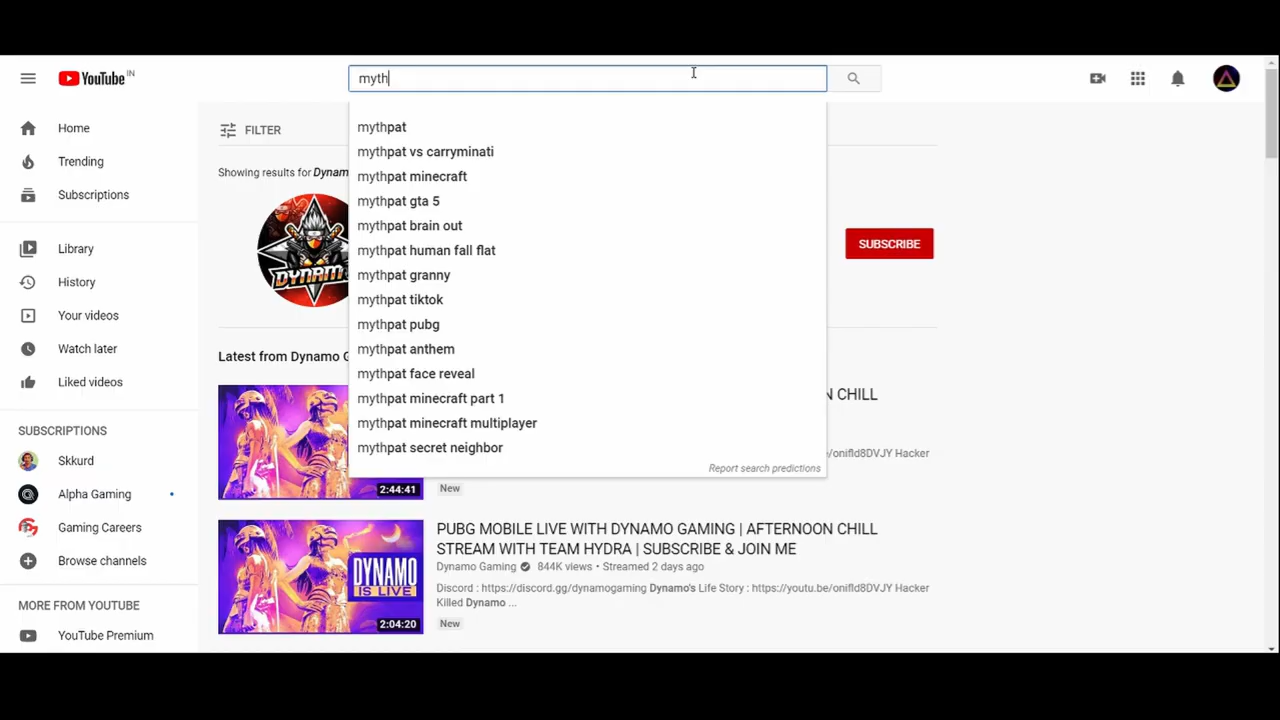 YouTube IN
myth
Home
Trending
Subscriptions
Library
History
Your videos
Watch later
Liked videos
SUBSCRIPTIONS
Skkurd
Alpha Gaming
Gaming Careers
Browse channels
MORE FROM YOUTUBE
YouTube Premium
FILTER
Showing results for Dynam
mythpat
mythpat vs carryminati
mythpat minecraft
mythpat gta 5
mythpat brain out
mythpat human fall flat
mythpat granny
mythpat tiktok
mythpat pubg
mythpat anthem
mythpat face reveal
mythpat minecraft part 1
mythpat minecraft multiplayer
mythpat secret neighbor
Report search predictions
DYNAMO
SUBSCRIBE
Latest from Dynamo G
N CHILL
/onifld8DVJY Hacker
New
2:44:41
DYNAMO
IS LIVE
2:04:20
PUBG MOBILE LIVE WITH DYNAMO GAMING | AFTERNOON CHILL
STREAM WITH TEAM HYDRA | SUBSCRIBE & JOIN ME
Dynamo Gaming 844K views • Streamed 2 days ago
Discord : https://discord.gg/dynamogaming Dynamo's Life Story : https://youtu.be/onifld8DVJY Hacker
Killed Dynamo ...
New